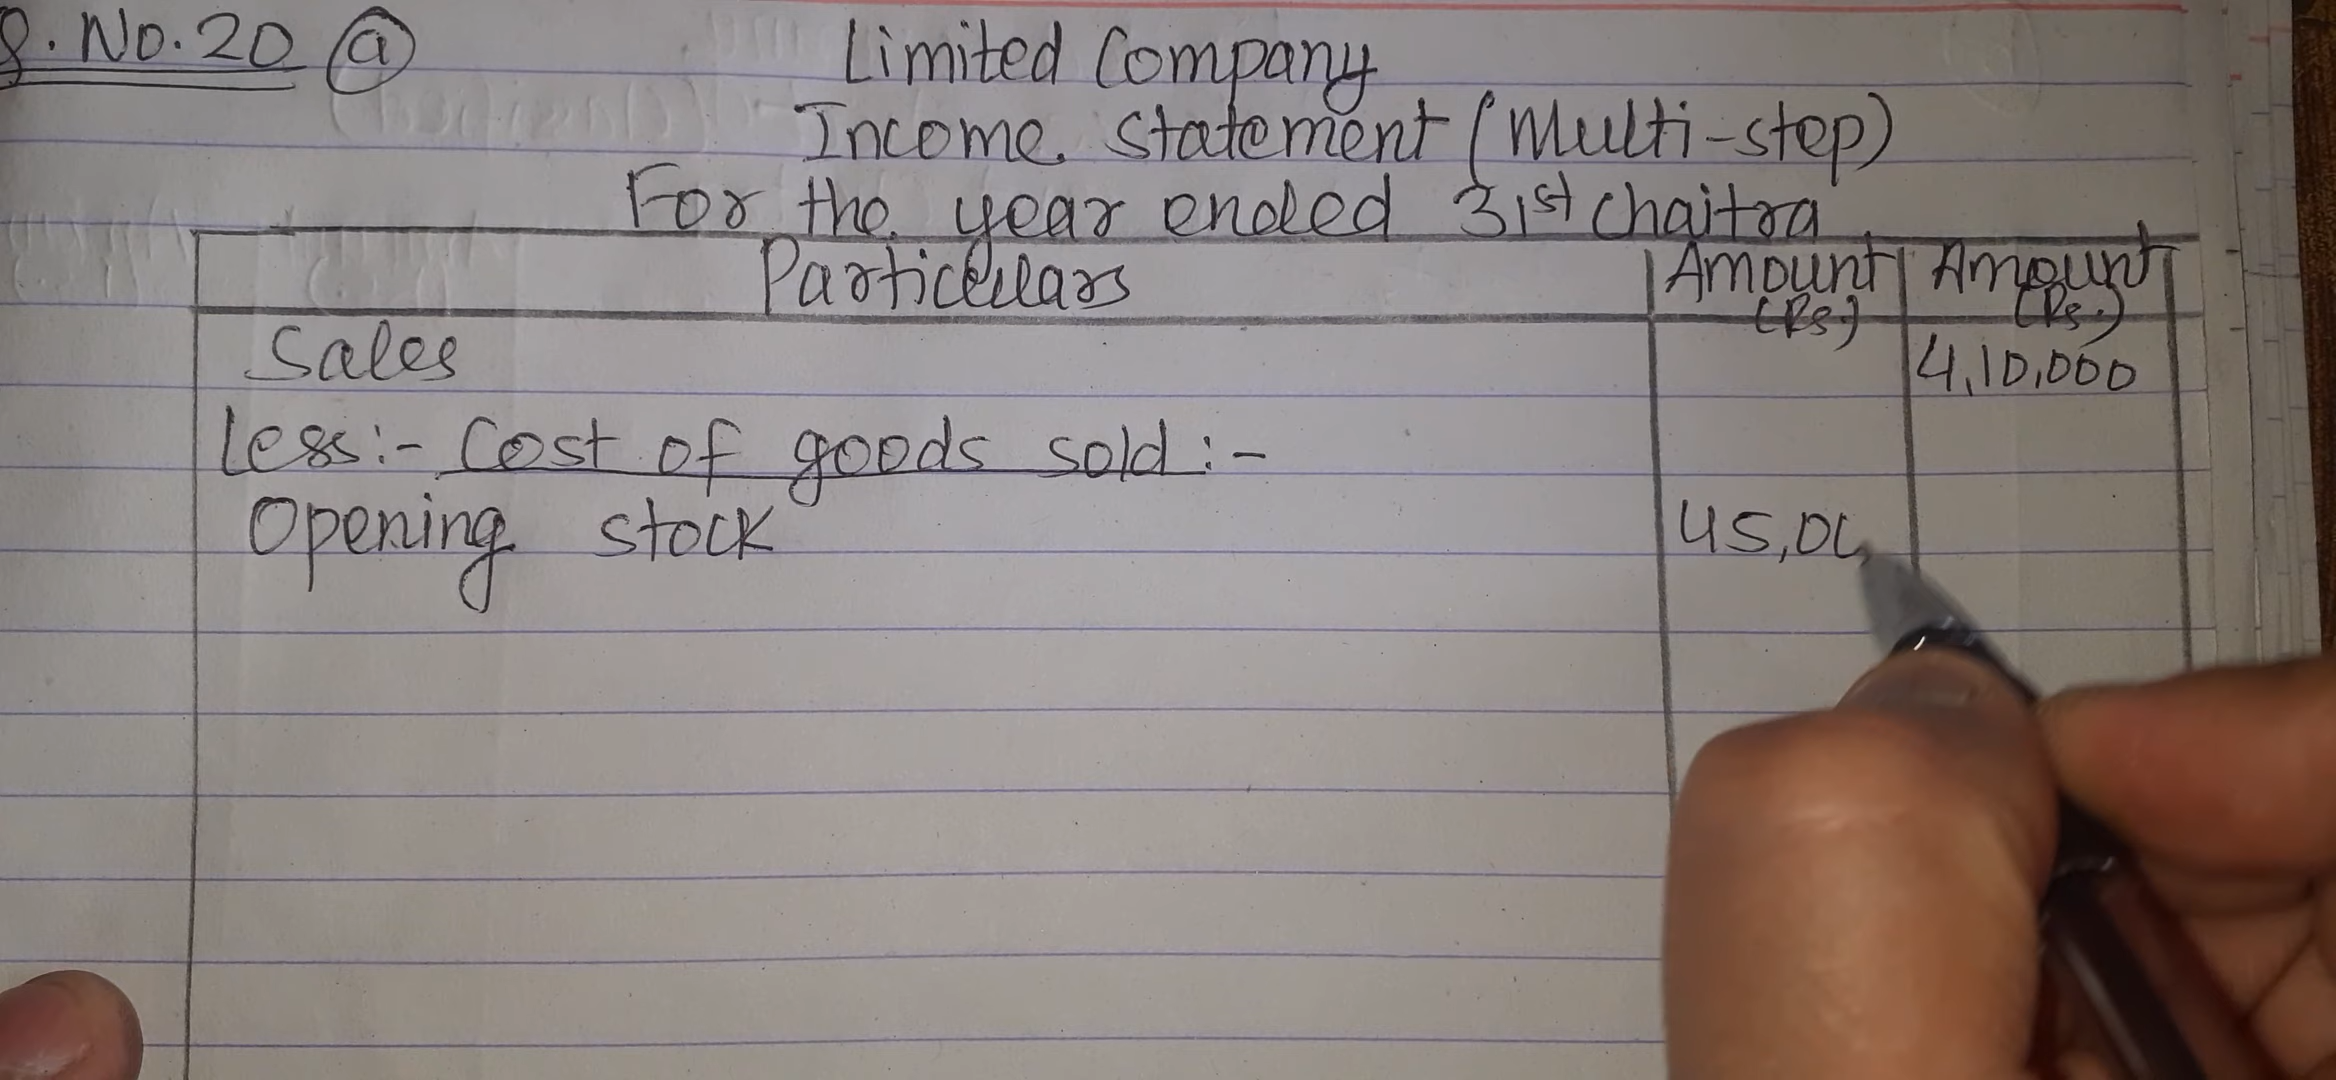 Q. No. 20 (a)
Limited Company
Income Statement (Multi-step)
For the year ended 31st Chaitra
Particulars Amount (Rs.) Amount (Rs.)
Sales 4,10,000
Less:- Cost of goods sold:-
Opening stock 45,00